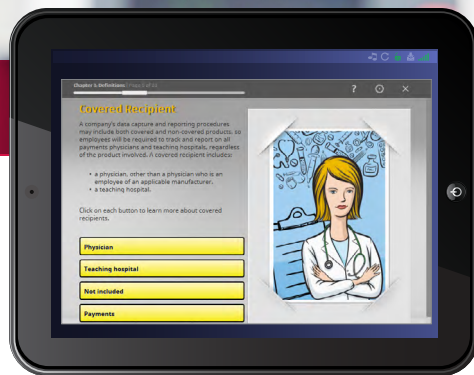 Chapter 1. Definitions
Covered Recipient
A company's data capture and reporting procedures
may include both covered and non-covered products, so
employees will be required to track and report on all
payments physicians and teaching hospitals, regardless
of the product involved. A covered recipient includes:
• a physician, other than a physician who is an
employee of an applicable manufacturer.
• a teaching hospital.
Click on each button to learn more about covered
recipients.
Physician
Teaching hospital
Not included
Payments